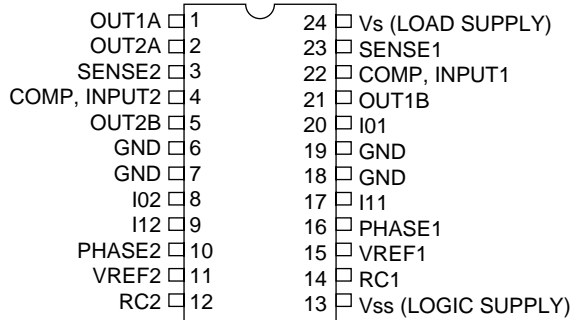 OUT1A 1 24 Vs (LOAD SUPPLY)
OUT2A 2 23 SENSE1
SENSE2 3 22 COMP, INPUT1
COMP, INPUT2 4 21 OUT1B
OUT2B 5 20 I01
GND 6 19 GND
GND 7 18 GND
I02 8 17 I11
I12 9 16 PHASE1
PHASE2 10 15 VREF1
VREF2 11 14 RC1
RC2 12 13 Vss (LOGIC SUPPLY)